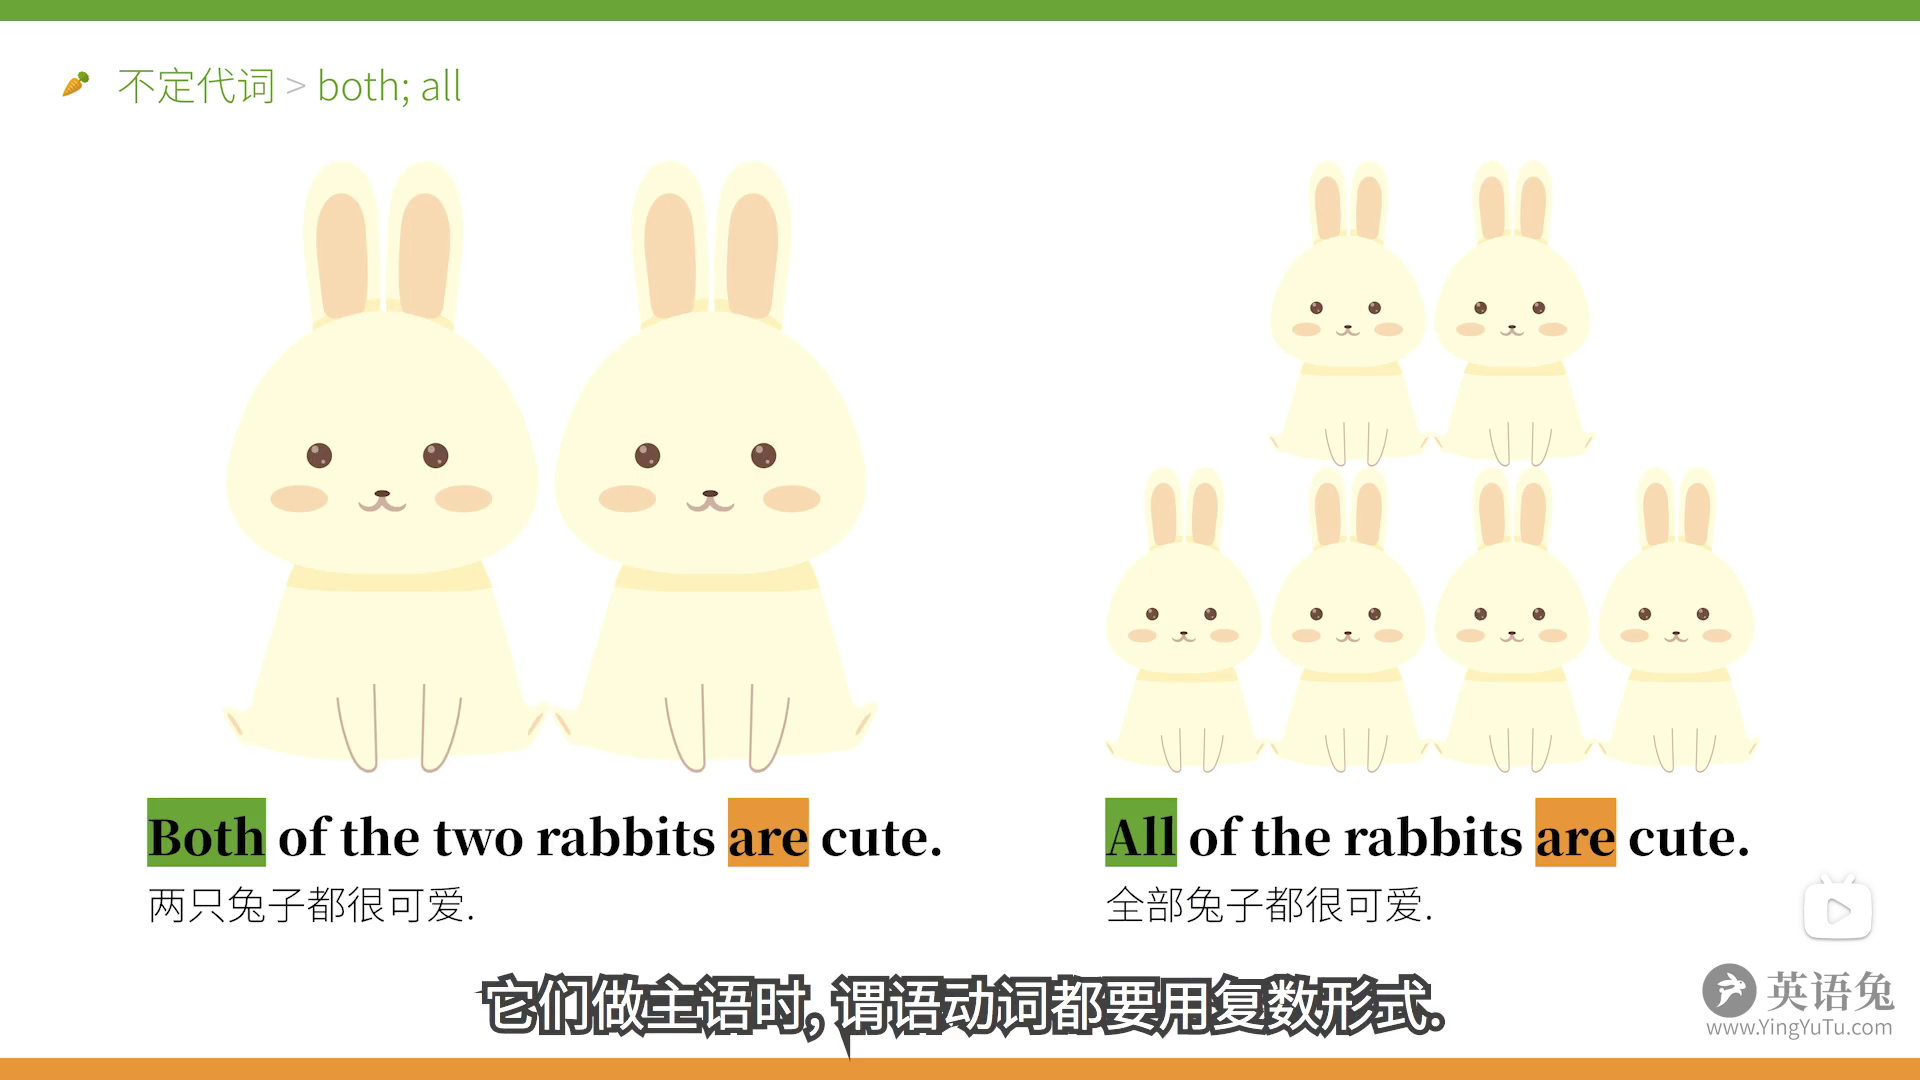 不定代词 > both; all
Both of the two rabbits are cute.
两只兔子都很可爱.
All of the rabbits are cute.
全部兔子都很可爱.
它们做主语时, 谓语动词都要用复数形式.
英语兔
www.YingYuTu.com